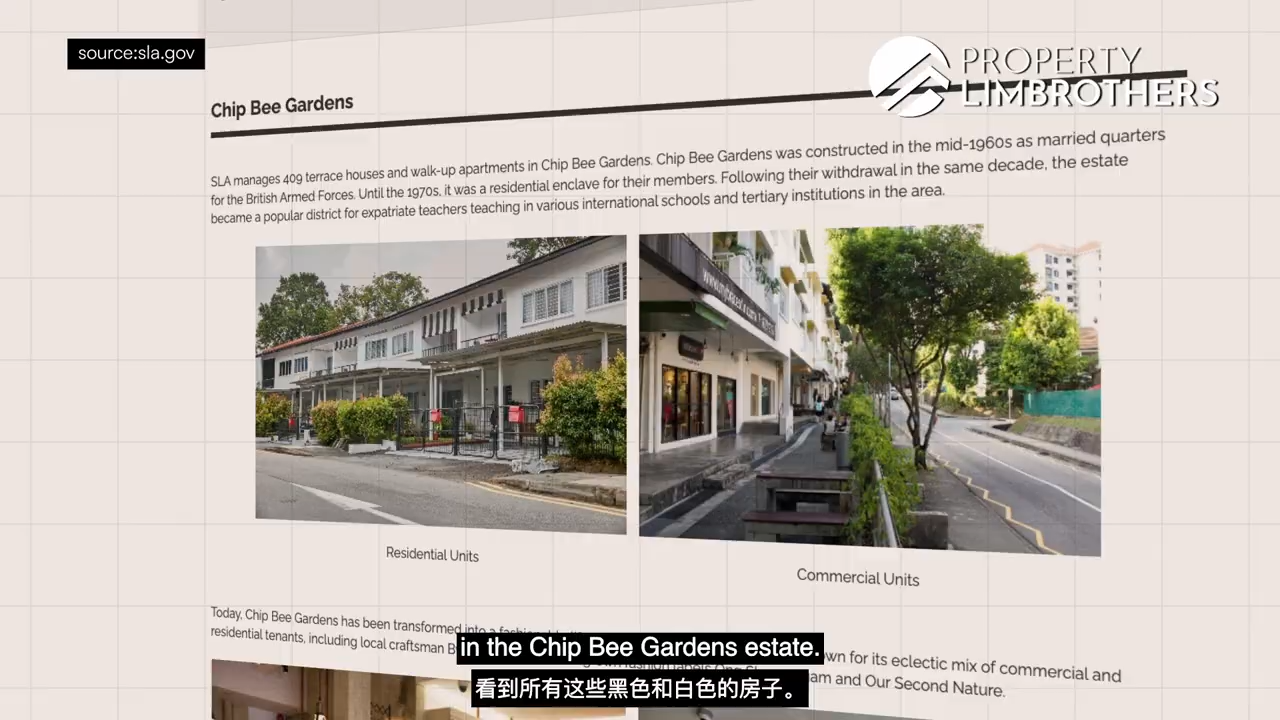 source:sla.gov
PROPERTY
LIMBROTHERS
Chip Bee Gardens
SLA manages 409 terrace houses and walk-up apartments in Chip Bee Gardens. Chip Bee Gardens was constructed in the mid-1960s as married quarters
for the British Armed Forces. Until the 1970s, it was a residential enclave for their members. Following their withdrawal in the same decade, the estate
became a popular district for expatriate teachers teaching in various international schools and tertiary institutions in the area.
Residential Units
Commercial Units
Today, Chip Bee Gardens has been transformed into a
wn for its eclectic mix of commercial and
residential tenants, including local craftsman B
am and Our Second Nature.
in the Chip Bee Gardens estate.
看到所有这些黑色和白色的房子。